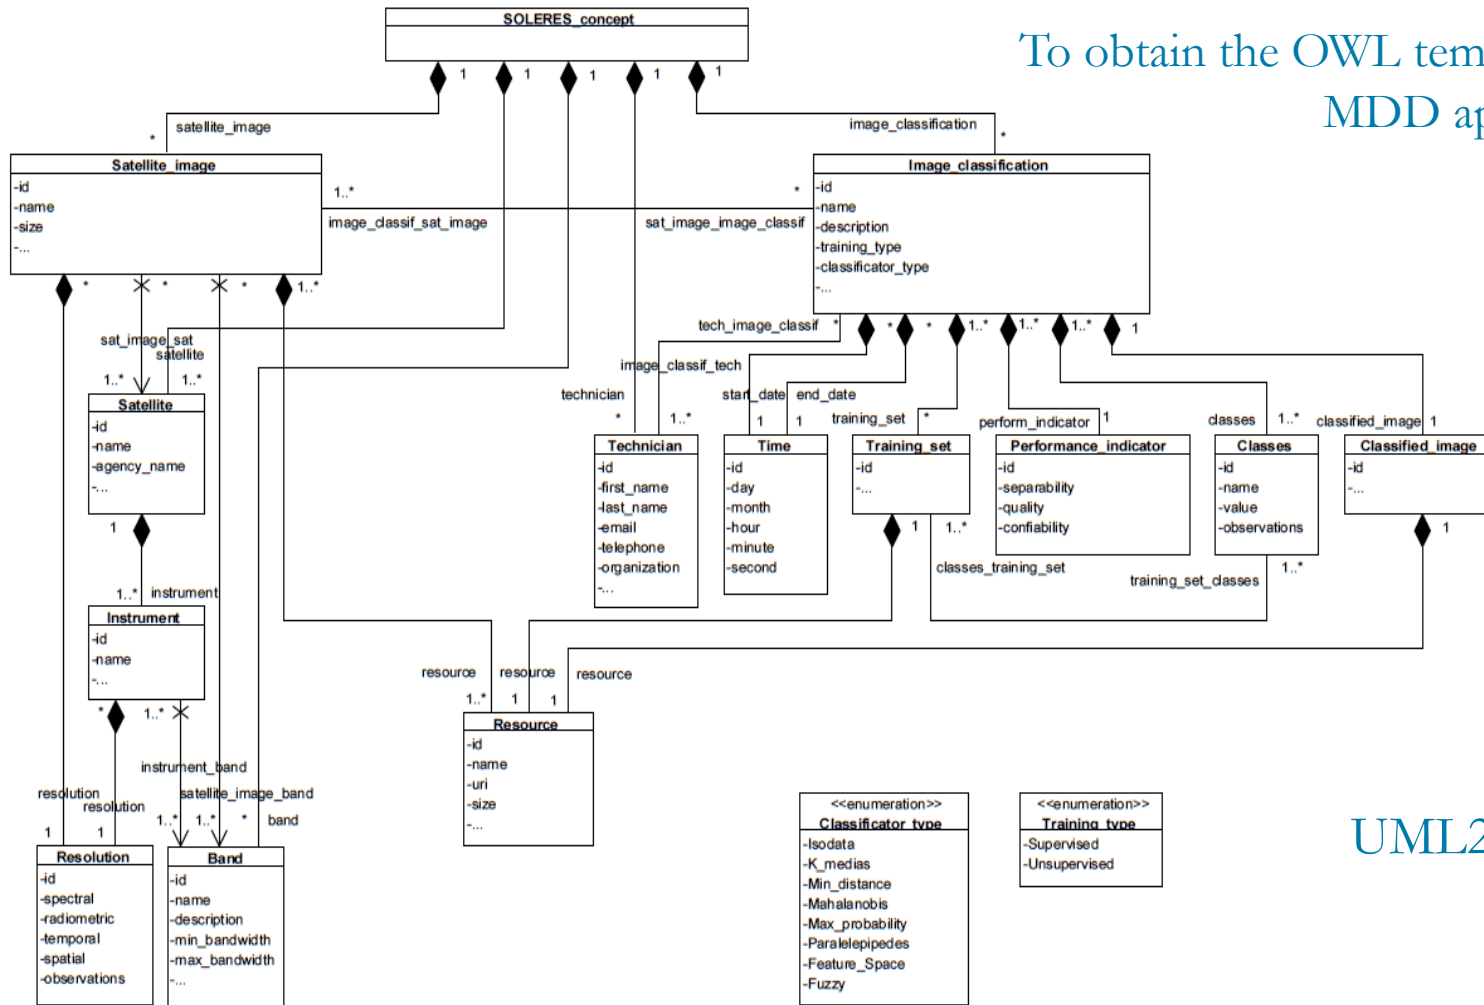 SOLERES_concept
To obtain the OWL tem
MDD ap
1
1
1
1
1
satellite_image
image_classification
*
*
Satellite_image
-id
-name
-size
-...
1..*
*
image_classif_sat_image
sat_image_image_classif
Image_classification
-id
-name
-description
-training_type
-classificator_type
-...
*
*
*
1..*
tech_image_classif
*
*
*
1..*
1..*
1..*
1
sat_image_sat
satellite
1..*
1..*
image_classif_tech
technician
start_date
end_date
training_set
perform_indicator
classes
classified_image
*
1..*
1
1
*
1
1..*
1
Satellite
-id
-name
-agency_name
-...
Technician
-id
-first_name
-last_name
-email
-telephone
-organization
-...
Time
-id
-day
-month
-hour
-minute
-second
Training_set
-id
-...
Performance_indicator
-id
-separability
-quality
-confiability
Classes
-id
-name
-value
-observations
Classified_image
-id
-...
1
1
1..*
1
classes_training_set
training_set_classes
1..*
1..*
instrument
Instrument
-id
-name
-...
*
1..*
resource
resource
resource
1..*
1
1
Resource
-id
-name
-uri
-size
-...
instrument_band
resolution
resolution
satellite_image_band
band
1
1
1..*
1..*
*
Resolution
-id
-spectral
-radiometric
-temporal
-spatial
-observations
Band
-id
-name
-description
-min_bandwidth
-max_bandwidth
-...
<<enumeration>>
Classificator_type
-Isodata
-K_medias
-Min_distance
-Mahalanobis
-Max_probability
-Paralelepipedes
-Feature_Space
-Fuzzy
<<enumeration>>
Training_type
-Supervised
-Unsupervised
UML2